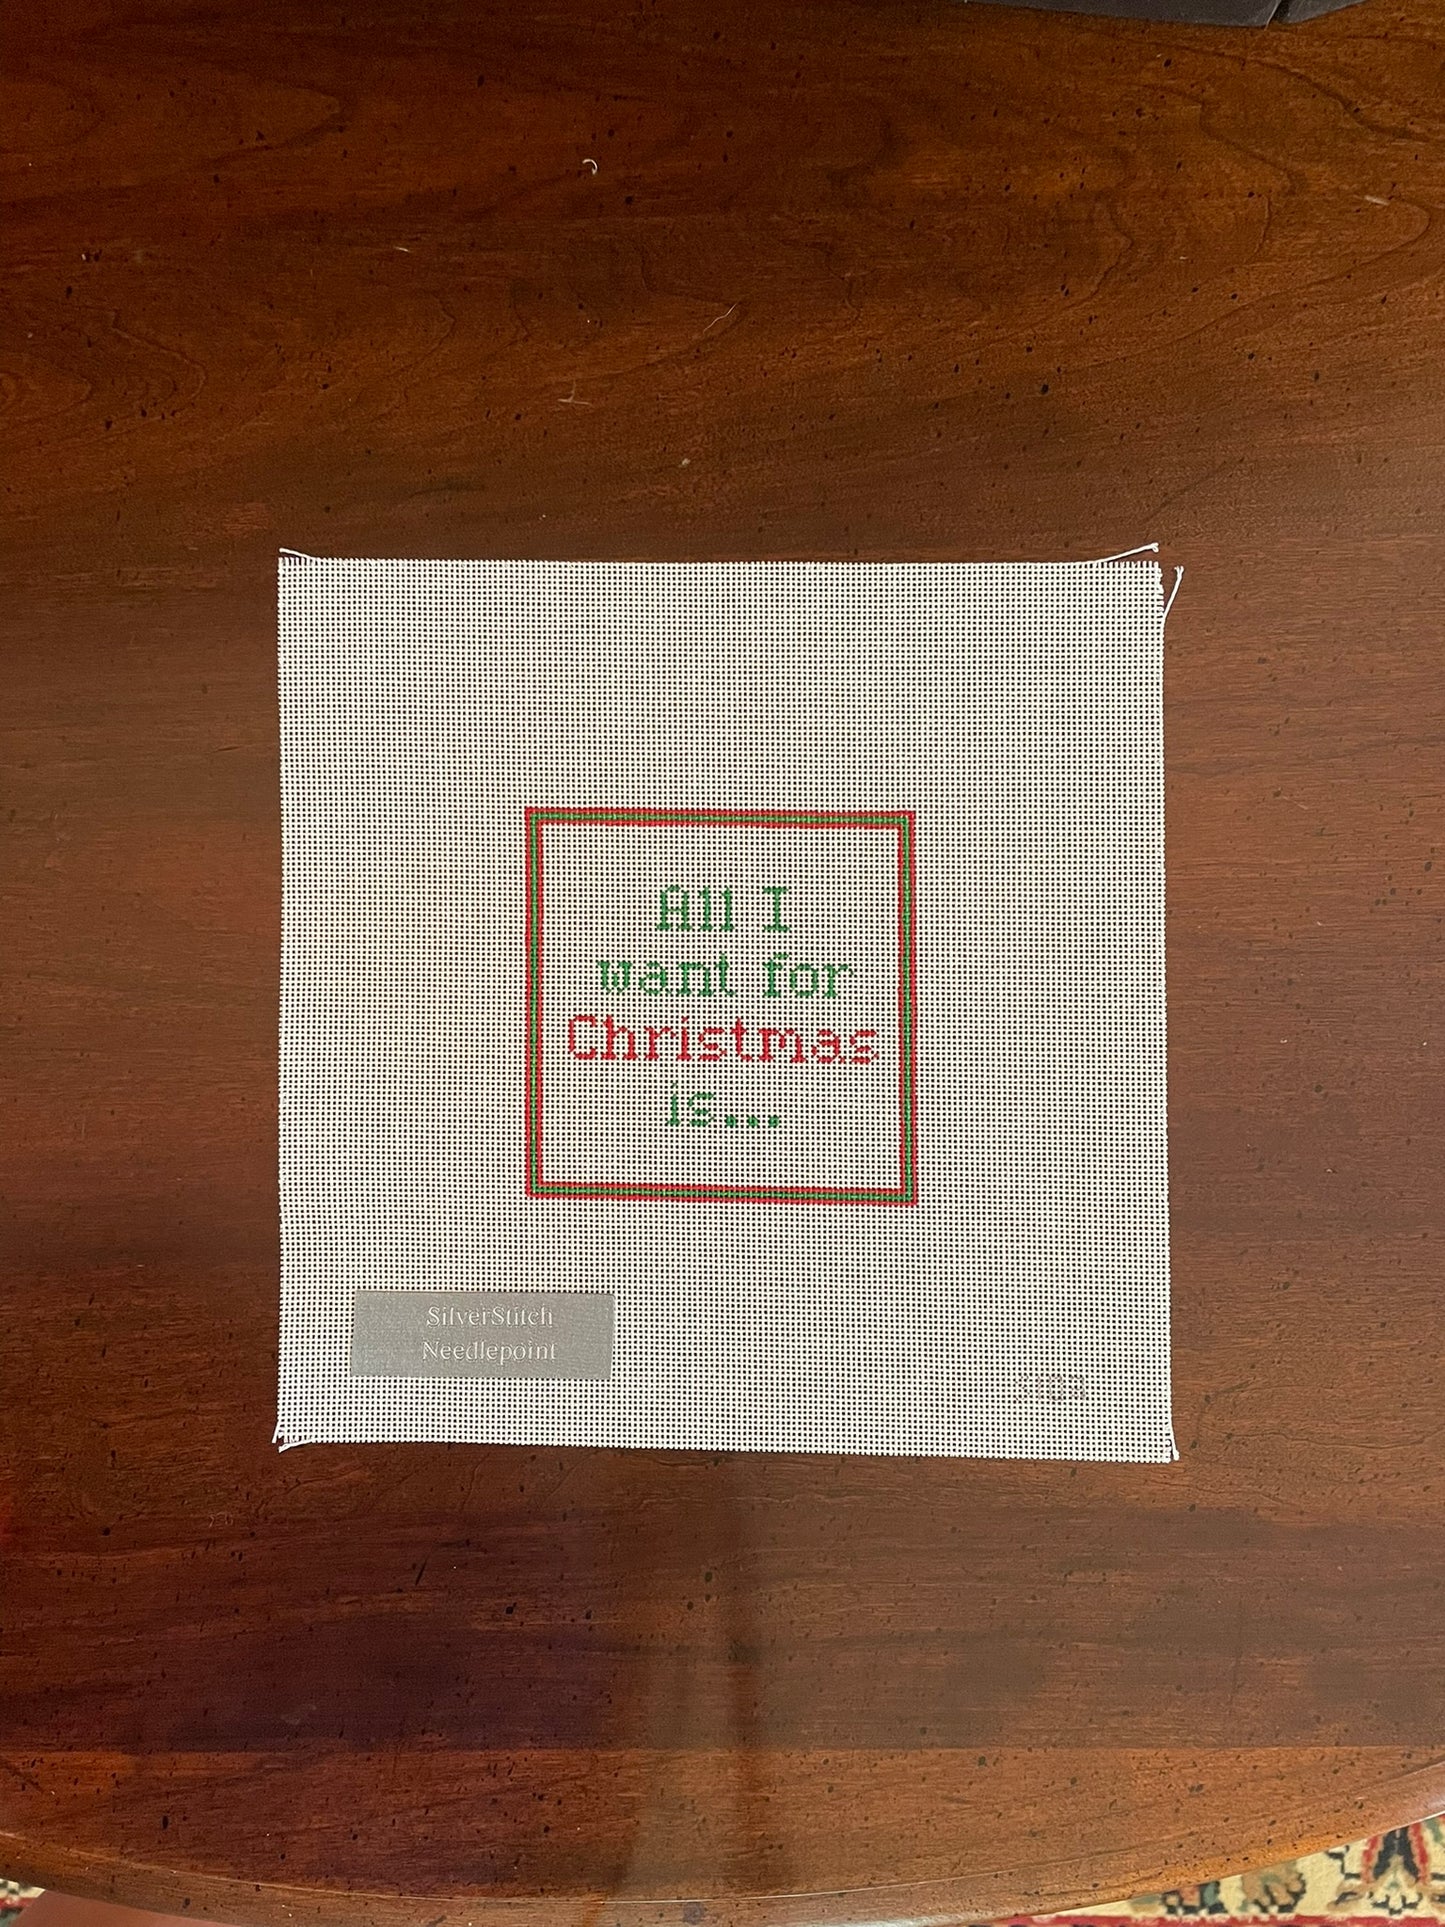 All I
want for
Christmas
is...
SilverStitch
Needlepoint